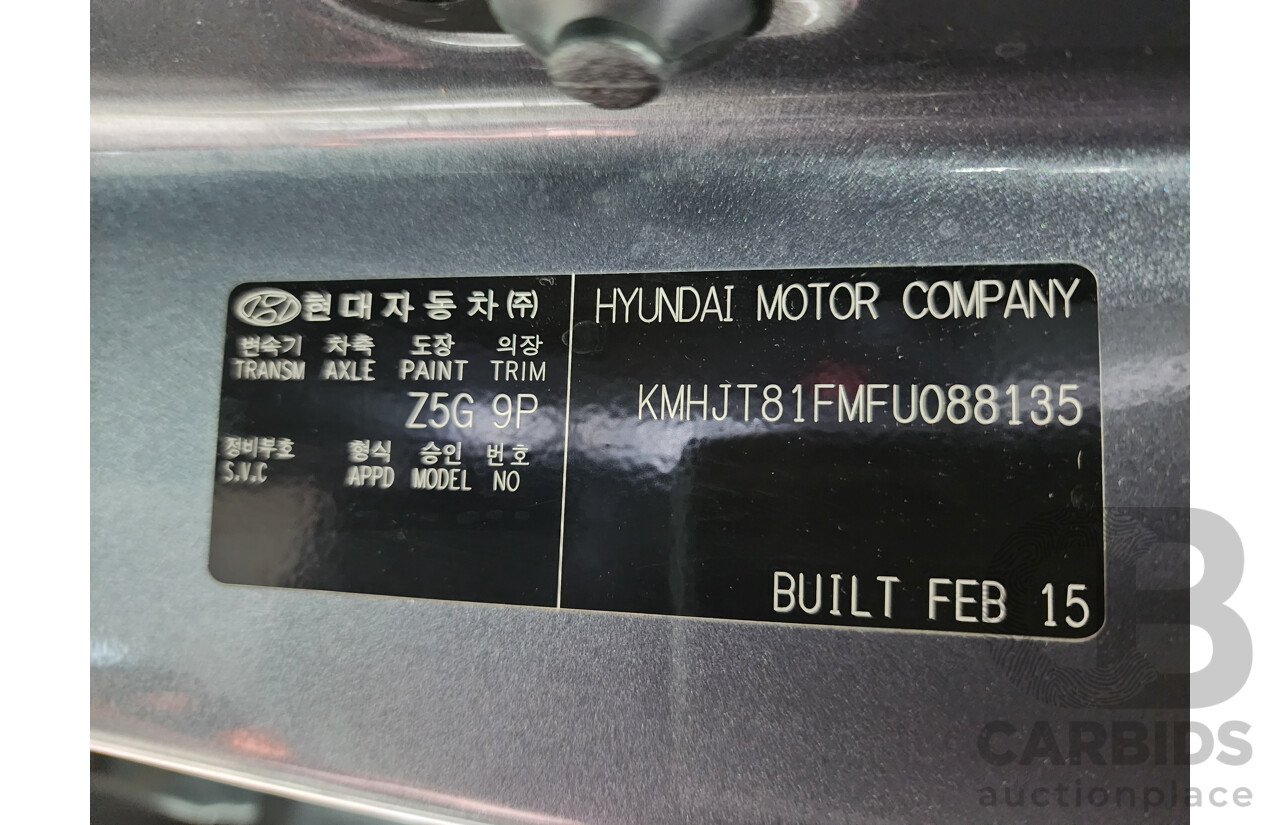 현대자동차(주)
변속기 차축 도장 의장
TRANSM AXLE PAINT TRIM
Z5G 9P
정비부호 형식 승인 번호
S.V.C APPD MODEL NO
HYUNDAI MOTOR COMPANY
KMHJT81FMFU088135
BUILT FEB 15
CARBIDS
auctionplace